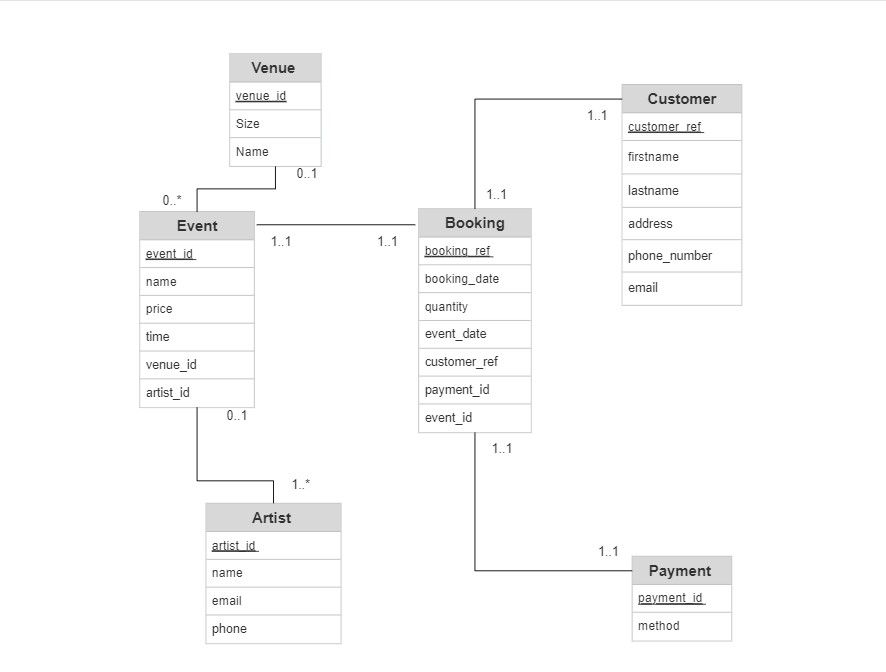 Venue
venue_id
Size
Name
0..1
0..*
Event
event_id
name
price
time
venue_id
artist_id
1..1
1..1
0..1
Booking
booking_ref
booking_date
quantity
event_date
customer_ref
payment_id
event_id
1..1
1..1
Customer
customer_ref
firstname
lastname
address
phone_number
email
1..*
Artist
artist_id
name
email
phone
1..1
1..1
Payment
payment_id
method